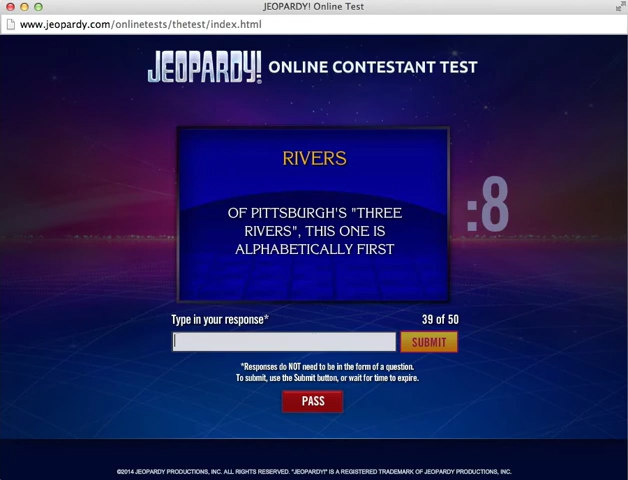 JEOPARDY! Online Test
www.jeopardy.com/onlinetests/thetest/index.html
JEOPARDY! ONLINE CONTESTANT TEST
RIVERS
:8
OF PITTSBURGH'S "THREE
RIVERS", THIS ONE IS
ALPHABETICALLY FIRST
Type in your response* 39 of 50
SUBMIT
*Responses do NOT need to be in the form of a question.
To submit, use the Submit button, or wait for time to expire.
PASS
©2014 JEOPARDY PRODUCTIONS, INC. ALL RIGHTS RESERVED. "JEOPARDY!" IS A REGISTERED TRADEMARK OF JEOPARDY PRODUCTIONS, INC.